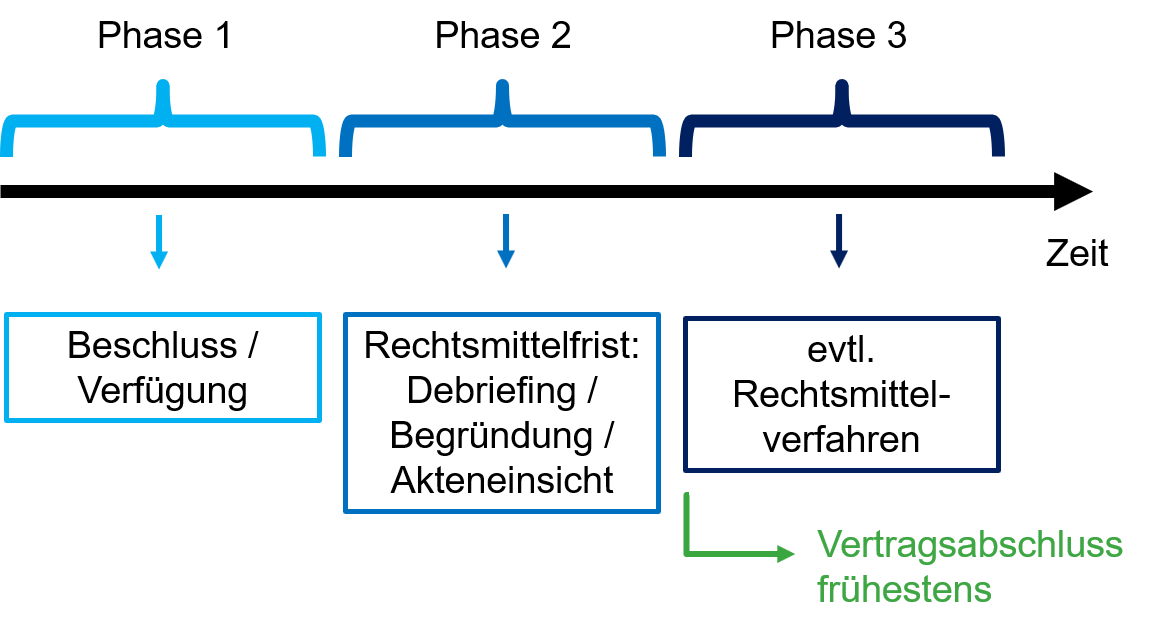 Phase 1
Phase 2
Phase 3
Zeit
Beschluss /
Verfügung
Rechtsmittelfrist:
Debriefing /
Begründung /
Akteneinsicht
evtl.
Rechtsmittel-
verfahren
Vertragsabschluss
frühestens